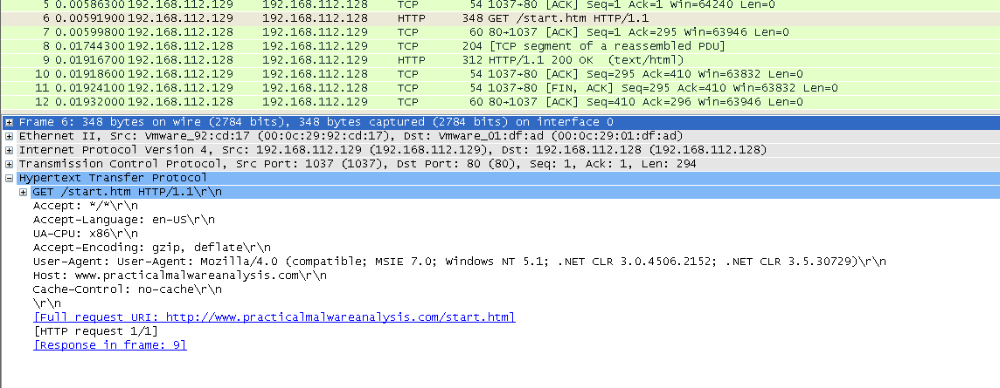 5 0.00586300 192.168.112.129 192.168.112.128 TCP 54 1037→80 [ACK] Seq=1 Ack=1 Win=64240 Len=0
6 0.00591900 192.168.112.129 192.168.112.128 HTTP 348 GET /start.htm HTTP/1.1
7 0.00599800 192.168.112.128 192.168.112.129 TCP 60 80→1037 [ACK] Seq=1 Ack=295 Win=63946 Len=0
8 0.01744300 192.168.112.128 192.168.112.129 TCP 204 [TCP segment of a reassembled PDU]
9 0.01916700 192.168.112.128 192.168.112.129 HTTP 312 HTTP/1.1 200 OK (text/html)
10 0.01918600 192.168.112.129 192.168.112.128 TCP 54 1037→80 [ACK] Seq=295 Ack=410 Win=63832 Len=0
11 0.01924100 192.168.112.129 192.168.112.128 TCP 54 1037→80 [FIN, ACK] Seq=295 Ack=410 Win=63832 Len=0
12 0.01932000 192.168.112.128 192.168.112.129 TCP 60 80→1037 [ACK] Seq=410 Ack=296 Win=63946 Len=0
Frame 6: 348 bytes on wire (2784 bits), 348 bytes captured (2784 bits) on interface 0
Ethernet II, Src: Vmware_92:cd:17 (00:0c:29:92:cd:17), Dst: Vmware_01:df:ad (00:0c:29:01:df:ad)
Internet Protocol Version 4, Src: 192.168.112.129 (192.168.112.129), Dst: 192.168.112.128 (192.168.112.128)
Transmission Control Protocol, Src Port: 1037 (1037), Dst Port: 80 (80), Seq: 1, Ack: 1, Len: 294
Hypertext Transfer Protocol
GET /start.htm HTTP/1.1\r\n
Accept: */*\r\n
Accept-Language: en-US\r\n
UA-CPU: x86\r\n
Accept-Encoding: gzip, deflate\r\n
User-Agent: User-Agent: Mozilla/4.0 (compatible; MSIE 7.0; Windows NT 5.1; .NET CLR 3.0.4506.2152; .NET CLR 3.5.30729)\r\n
Host: www.practicalmalwareanalysis.com\r\n
Cache-Control: no-cache\r\n
\r\n
[Full request URI: http://www.practicalmalwareanalysis.com/start.htm]
[HTTP request 1/1]
[Response in frame: 9]